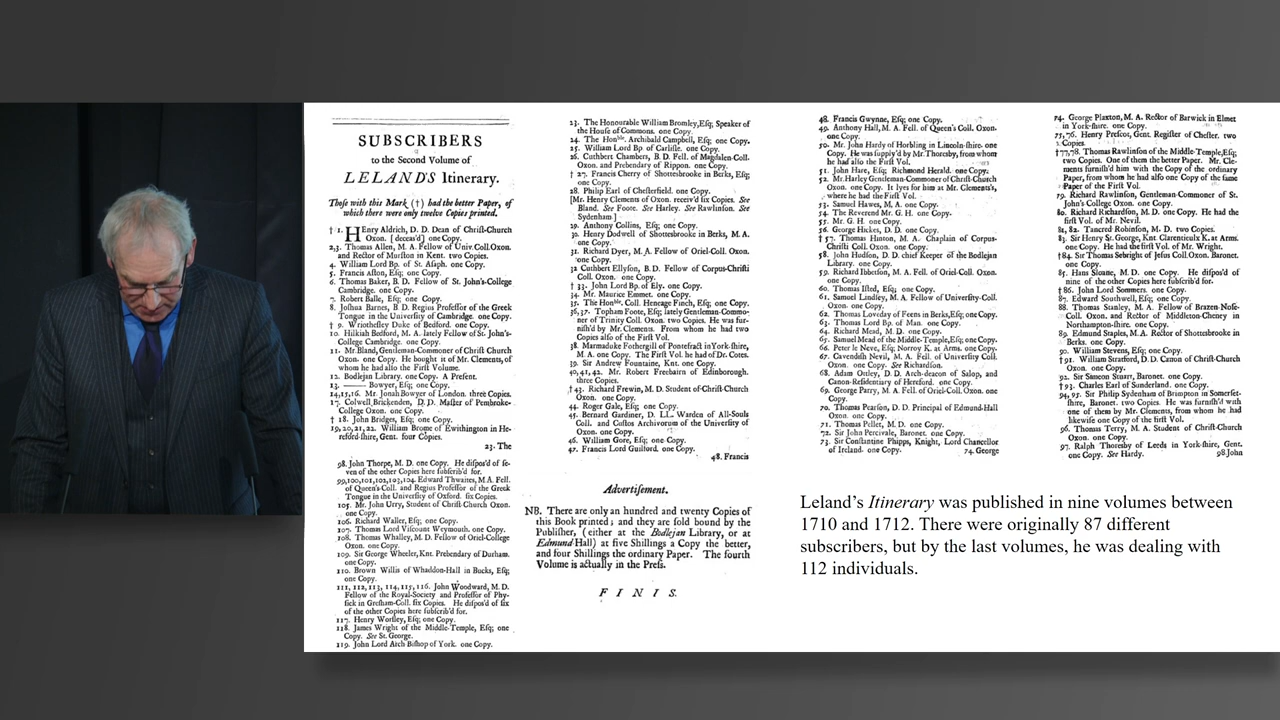 SUBSCRIBERS
to the Second Volume of
LELANDS Itinerary.
Those with this Mark (†) had the better Paper, of
which there were only twelve Copies printed.
† 1. Henry Aldrich, D. D. Dean of Christ-Church
Oxon. [deceas'd] one Copy.
2,3. Thomas Allen, M. A. Fellow of Univ. Coll. Oxon.
and Rector of Murston in Kent. two Copies.
4. William Lord Bp. of St. Asaph. one Copy.
5. Francis Aston, Esq; one Copy.
6. Thomas Baker, B. D. Fellow of St. John's-College
Cambridge. one Copy.
7. Robert Balle, Esq; one Copy.
8. Joshua Barnes, B. D. Regius Professor of the Greek
Tongue in the University of Cambridge. one Copy.
† 9. Wriothesley Duke of Bedford. one Copy.
10. Hilkiah Bedford, M. A. lately Fellow of St. John's-
College Cambridge. one Copy.
11. Mr. Bland, Gentleman-Commoner of Christ Church
Oxon. one Copy. He bought it of Mr. Clements, of
whom he had also the First Volume.
12. Bodlejan Library. one Copy. A Present.
13. —— Bowyer, Esq; one Copy.
14,15,16. Mr. Jonah Bowyer of London. three Copies.
17. Colwell Brickenden, D. D. Master of Pembroke-
College Oxon. one Copy.
† 18. John Bridges, Esq; one Copy.
19,20,21,22. William Brome of Ewithington in He-
refordshire, Gent. four Copies.
23. The
23. The Honourable William Bromley, Esq; Speaker of
the House of Commons. one Copy.
24. The Honble. Archibald Campbell, Esq; one Copy.
25. William Lord Bp. of Carlisle. one Copy.
26. Cuthbert Chambers, B. D. Fell. of Magdalen-Coll.
Oxon. and Prebendary of Rippon. one Copy.
† 27. Francis Cherry of Shottesbrooke in Berks, Esq;
one Copy.
28. Philip Earl of Chesterfield. one Copy.
[Mr. Henry Clements of Oxon. receiv'd six Copies. See
Bland. See Foote. See Harley. See Rawlinson. See
Sydenham]
29. Anthony Collins, Esq; one Copy.
30. Henry Dodwell of Shottesbrooke in Berks, M. A.
one Copy.
31. Richard Dyer, M. A. Fellow of Oriel-Coll. Oxon.
one Copy.
32 Cuthbert Ellyson, B. D. Fellow of Corpus-Christi
Coll. Oxon. one Copy.
† 33. John Lord Bp. of Ely. one Copy.
34. Mr. Maurice Emmet. one Copy.
35. The Honble. Coll. Heneage Finch, Esq; one Copy.
36,37. Topham Foote, Esq; lately Gentleman-Commo-
ner of Trinity Coll. Oxon. two Copies. He was fur-
nish'd by Mr. Clements. From whom he had two
Copies also of the First Vol.
38. Marmaduke Fothergill of Pontfract in York-shire,
M. A. one Copy. The First Vol. he had of Dr. Cotes.
39. Sir Andrew Fountaine, Knt. one Copy.
40,41,42. Mr. Robert Freebairn of Edinborough.
three Copies.
† 43. Richard Frewin, M. D. Student of Christ-Church
Oxon. one Copy.
44. Roger Gale, Esq; one Copy.
45. Bernard Gardiner, D. LL. Warden of All-Souls
Coll. and Custos Archivorum of the University of
Oxon. one Copy.
46. William Gore, Esq; one Copy.
47. Francis Lord Guilford. one Copy.
48. Francis
48. Francis Gwynne, Esq; one Copy.
49. Anthony Hall, M. A. Fell. of Queen's Coll. Oxon.
one Copy.
50. Mr. John Hardy of Horbling in Lincoln-shire. one
Copy. He was supply'd by Mr. Thoresby, from whom
he had also the First Vol.
51. John Hare, Esq; Richmond Herald. one Copy.
52. Mr. Harley Gentleman-Commoner of Christ-Church
Oxon. one Copy. It lyes for him at Mr. Clements's,
where he had the First Vol.
53. Samuel Hawes, M. A. one Copy.
54. The Reverend Mr. G. H. one Copy.
55. Mr. G. H. one Copy.
56. George Hickes, D. D. one Copy.
† 57. Thomas Hinton, M. A. Chaplain of Corpus-
Christi Coll. Oxon. one Copy.
58. John Hudson, D. D. chief Keeper of the Bodlejan
Library. one Copy.
59. Richard Ibbetson, M. A. Fell. of Oriel-Coll. Oxon.
one Copy.
60. Thomas Isted, Esq; one Copy.
61. Samuel Lindsey, M. A. Fellow of University-Coll.
Oxon. one Copy.
62. Thomas Loveday of Feens in Berks, Esq; one Copy.
63. Thomas Lord Bp. of Man. one Copy.
64. Richard Mead, M. D. one Copy.
65. Samuel Mead of the Middle-Temple, Esq; one Copy.
66. Peter le Neve, Esq; Norroy K. at Arms. one Copy.
67. Cavendish Nevil, M. A. Fell. of University Coll.
Oxon. one Copy. See Richardson.
68. Adam Ottley, D. D. Arch-deacon of Salop, and
Canon-Residentiary of Hereford. one Copy.
69. George Parry, M. A. Fell. of Oriel-Coll. Oxon. one
Copy.
70. Thomas Pearson, D. D. Principal of Edmund-Hall
Oxon. one Copy.
71. Thomas Pellet, M. D. one Copy.
72. Sir John Percivale, Baronet. one Copy.
73. Sir Constantine Phipps, Knight, Lord Chancellor
of Ireland. one Copy.
74. George
74. George Plaxton, M. A. Rector of Barwick in Elmet
in York-shire. one Copy.
75,76. Henry Prescot, Gent. Register of Chester. two
Copies.
†77,78. Thomas Rawlinson of the Middle-Temple, Esq;
two Copies. One of them the better Paper. Mr. Cle-
ments furnish'd him with the Copy of the ordinary
Paper, from whom he had also one Copy of the same
Paper of the First Vol.
79. Richard Rawlinson, Gentleman-Commoner of St.
John's College Oxon. one Copy.
80. Richard Richardson, M. D. one Copy. He had the
first Vol. of Mr. Nevil.
81, 82. Tancred Robinson, M. D. two Copies.
83. Sir Henry St. George, Knt. Clarenticulx K. at Arms.
one Copy. He had the first Vol. of Mr. Wright.
†84. Sir Thomas Sebright of Jesus Coll. Oxon. Baronet.
one Copy.
85. Hans Sloane, M. D. one Copy. He dispos'd of
nine of the other Copies here subscrib'd for.
†86. John Lord Sommers. one Copy.
87. Edward Southwell, Esq; one Copy.
88. Thomas Stanley, M. A. Fellow of Brazen-Nose-
Coll. Oxon. and Rector of Middleton-Cheney in
Northampton-shire. one Copy.
89. Edmund Staples, M. A. Rector of Shottesbrooke in
Berks. one Copy.
90. William Stevens, Esq; one Copy.
†91. William Stratford, D. D. Canon of Christ-Church
Oxon. one Copy.
92. Sir Simeon Stuart, Baronet. one Copy.
†93. Charles Earl of Sunderland. one Copy.
94, 95. Sir Philip Sydenham of Brimpton in Somerset-
shire, Baronet. two Copies. He was furnish'd with
one of them by Mr. Clements, from whom he had
likewise one Copy of the first Vol.
96. Thomas Terry, M. A. Student of Christ-Church
Oxon. one Copy.
97. Ralph Thoresby of Leeds in York-shire, Gent.
one Copy. See Hardy.
98. John
98. John Thorpe, M. D. one Copy. He dispos'd of se-
ven of the other Copies here subscrib'd for.
99,100,101,102,103,104. Edward Thwaites, M. A. Fell.
of Queen's-Coll. and Regius Professor of the Greek
Tongue in the University of Oxford. six Copies.
105. Mr. John Urry, Student of Christ-Church Oxon.
one Copy.
106. Richard Waller, Esq; one Copy.
107. Thomas Lord Viscount Weymouth. one Copy.
108. Thomas Whalley, M. D. Fellow of Oriel-Coll.
Oxon. one Copy.
109. Sir George Wheeler, Knt. Prebendary of Durham.
one Copy.
110. Brown Willis of Whaddon-Hall in Bucks, Esq;
one Copy.
111, 112, 113, 114, 115, 116. John Woodward, M. D.
Fellow of the Royal-Society and Professor of Phy-
sick in Gresham-Coll. six Copies. He dispos'd of six
of the other Copies here subscrib'd for.
117. Henry Worsley, Esq; one Copy.
118. James Wright of the Middle-Temple, Esq; one
Copy. See St. George.
119. John Lord Arch Bishop of York. one Copy.
Advertisement.
NB. There are only an hundred and twenty Copies of
this Book printed; and they are sold bound by the
Publisher, (either at the Bodlejan Library, or at
Edmund Hall) at five Shillings a Copy the better,
and four Shillings the ordinary Paper. The fourth
Volume is actually in the Press.
FINIS.
Leland's Itinerary was published in nine volumes between
1710 and 1712. There were originally 87 different
subscribers, but by the last volumes, he was dealing with
112 individuals.